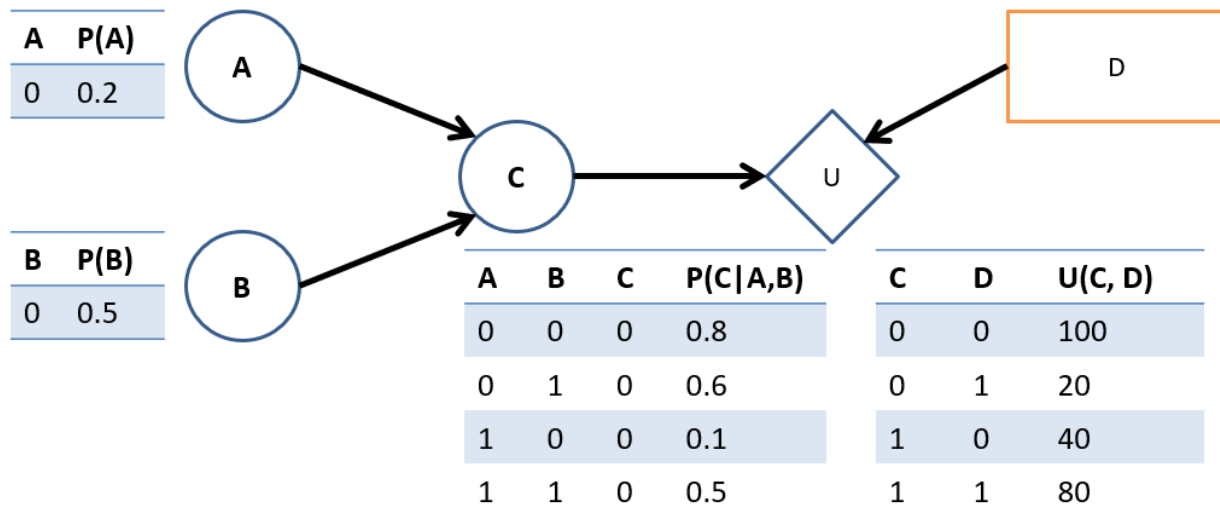 A P(A)
0 0.2
A
D
C
U
B P(B)
0 0.5
B
A B C P(C|A,B)
0 0 0 0.8
0 1 0 0.6
1 0 0 0.1
1 1 0 0.5
C D U(C, D)
0 0 100
0 1 20
1 0 40
1 1 80